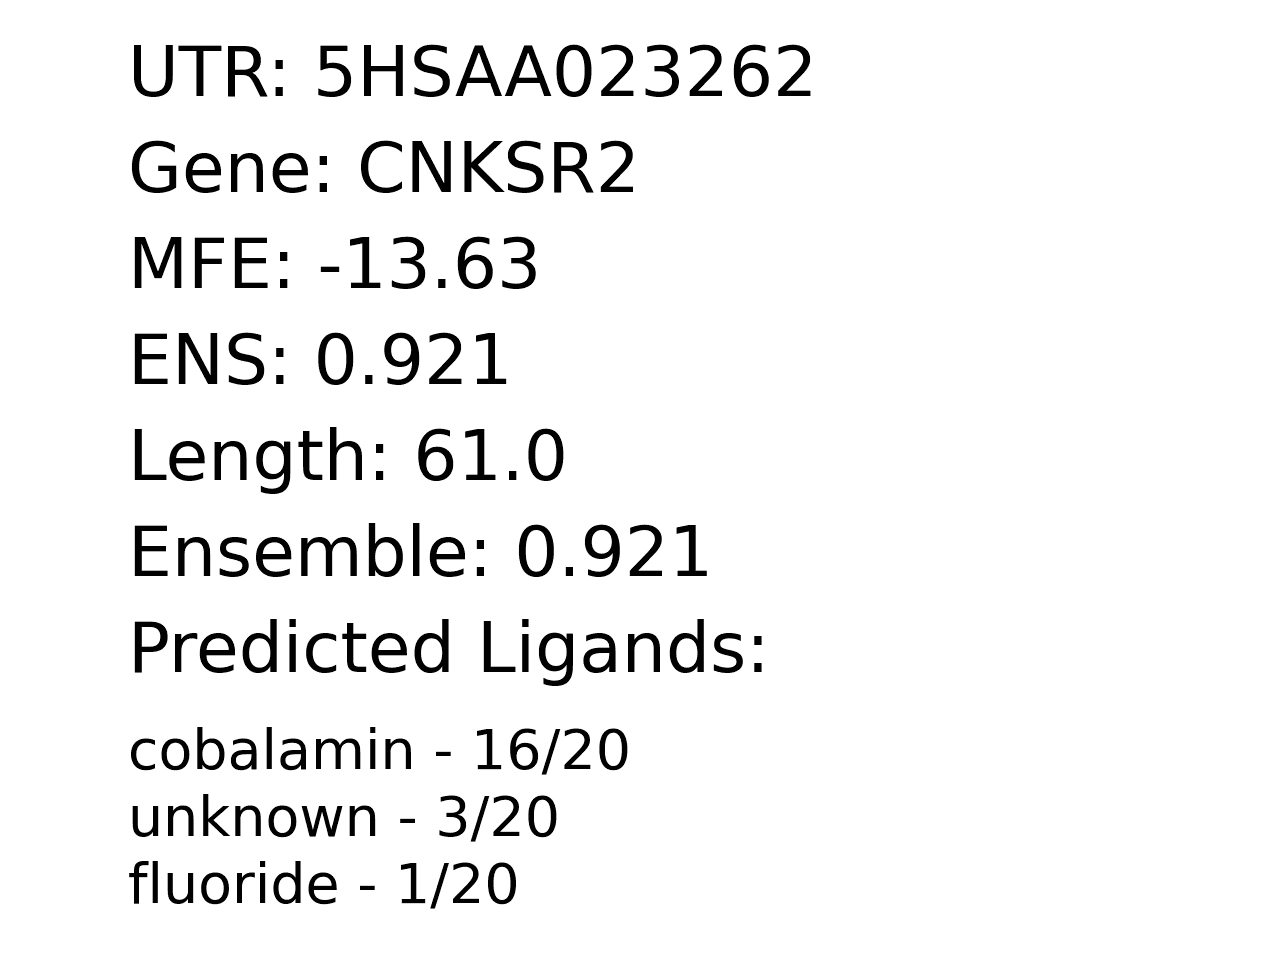 UTR: 5HSAA023262
Gene: CNKSR2
MFE: -13.63
ENS: 0.921
Length: 61.0
Ensemble: 0.921
Predicted Ligands:
cobalamin - 16/20
unknown - 3/20
fluoride - 1/20